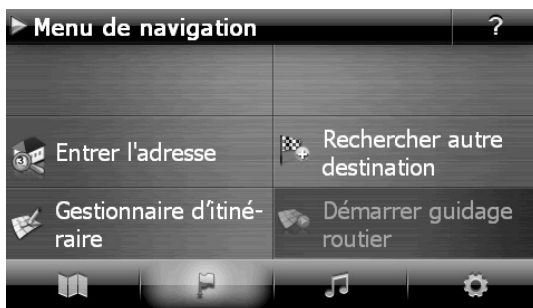 Menu de navigation
?
Entrer l'adresse
Rechercher autre
destination
Gestionnaire d'itiné-
raire
Démarrer guidage
routier